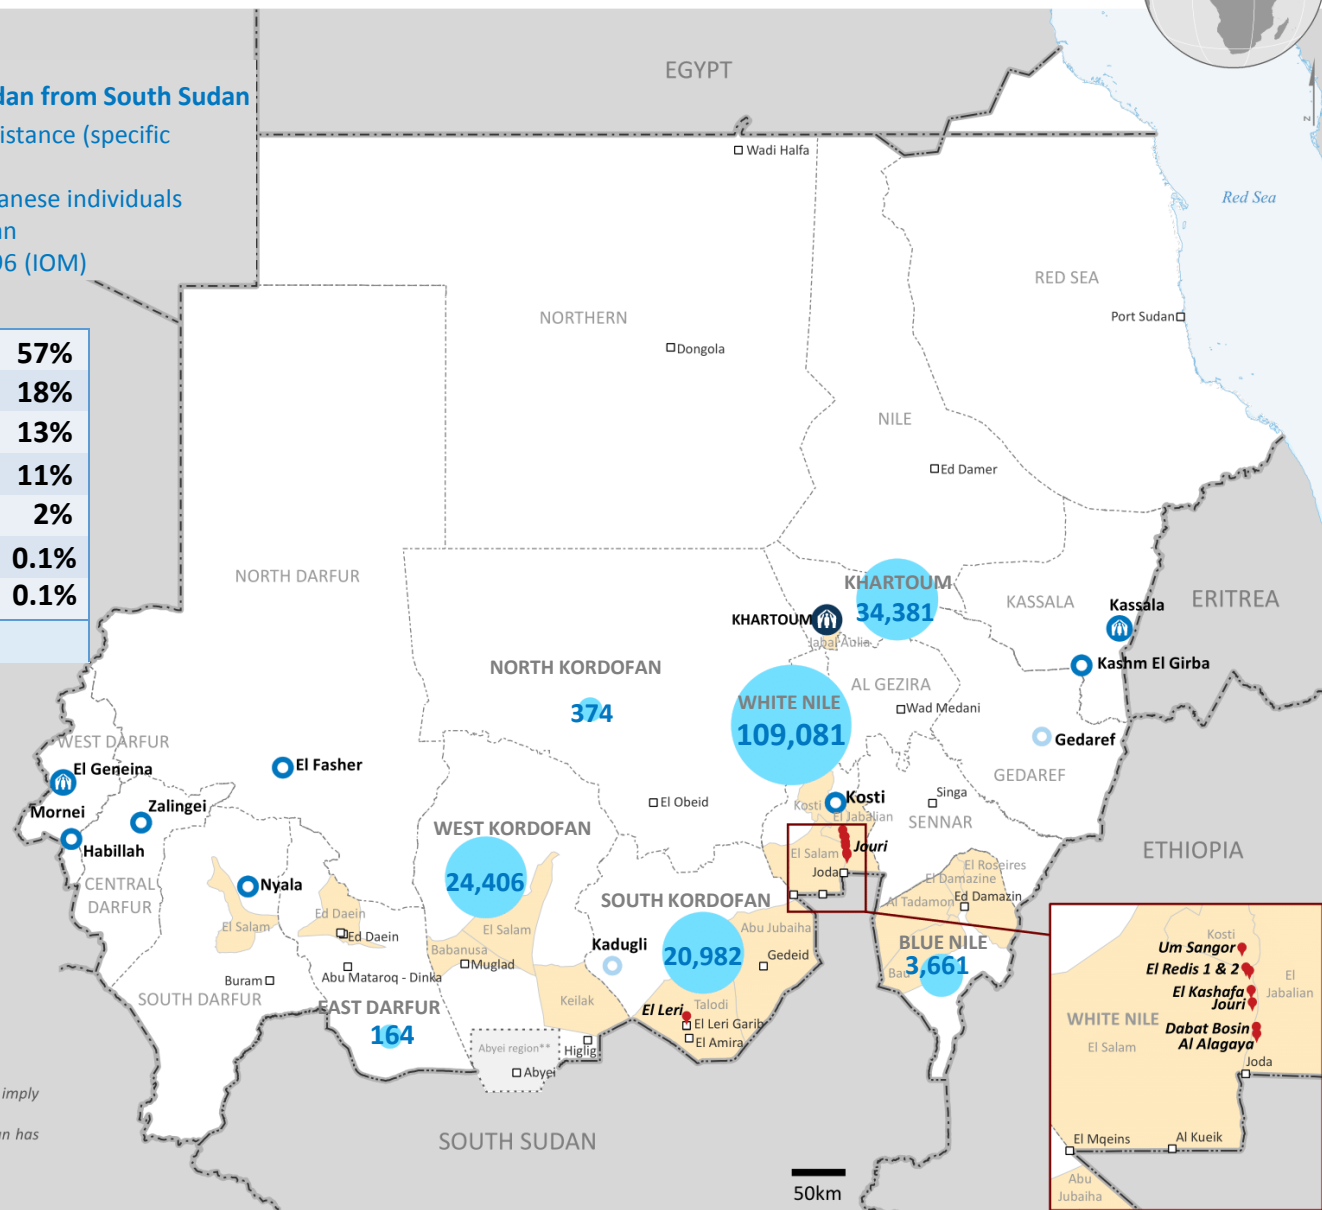 EGYPT
dan from South Sudan
istance (specific
anese individuals
an
96 (IOM)
57%
18%
13%
11%
2%
0.1%
0.1%
Wadi Halfa
Red Sea
N
RED SEA
Port Sudan
NORTHERN
Dongola
NILE
Ed Damer
NORTH DARFUR
KHARTOUM
34,381
KHARTOUM
Jabal Aulia
KASSALA
Kassala
ERITREA
Kashm El Girba
NORTH KORDOFAN
374
WHITE NILE
109,081
AL GEZIRA
Wad Medani
Gedaref
GEDAREF
WEST DARFUR
El Geneina
El Fasher
Mornei
Zalingei
Habillah
CENTRAL
DARFUR
Nyala
El Salam
El Obeid
Kosti
Kosti
El Jabalian
Singa
SENNAR
Jouri
El Salam
Joda
ETHIOPIA
WEST KORDOFAN
24,406
El Salam
Babanusa
Muglad
Keilak
Ed Daein
Ed Daein
Abu Mataroq - Dinka
Buram
SOUTH DARFUR
EAST DARFUR
164
SOUTH KORDOFAN
20,982
Abu Jubaiha
Gedeid
Kadugli
Talodi
El Leri
El Leri Garib
El Amira
Abyei region**
Higlig
Abyei
El Roseires
El Damazine
Al Tadamon
Ed Damazin
BLUE NILE
3,661
Bau
SOUTH SUDAN
imply
an has
50km
Kosti
Um Sangor
El Redis 1 & 2
El
Jabalian
El Kashafa
Jouri
WHITE NILE
Dabat Bosin
Al Alagaya
El Salam
Joda
El Mqeins
Al Kueik
Abu
Jubaiha